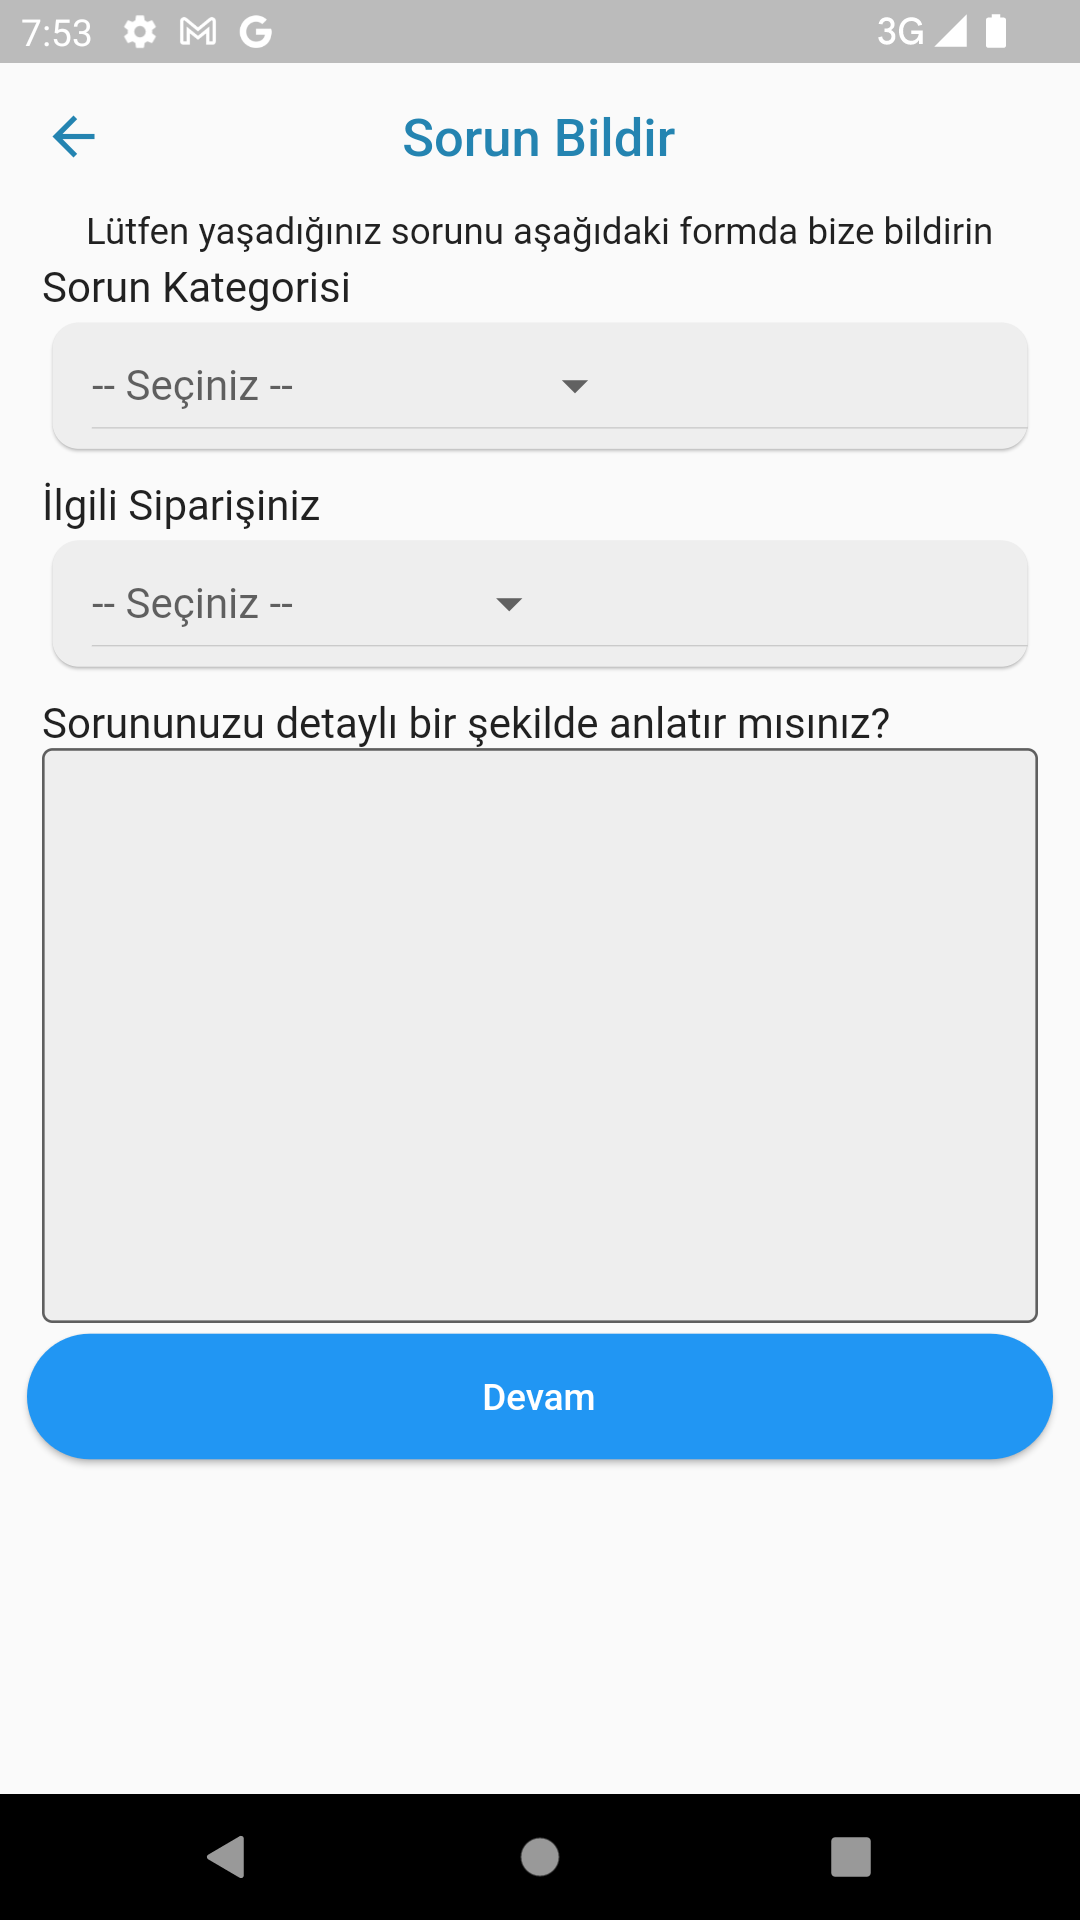 7:53
3G
Sorun Bildir
Lütfen yaşadığınız sorunu aşağıdaki formda bize bildirin
Sorun Kategorisi
-- Seçiniz --
İlgili Siparişiniz
-- Seçiniz --
Sorununuzu detaylı bir şekilde anlatır mısınız?
Devam